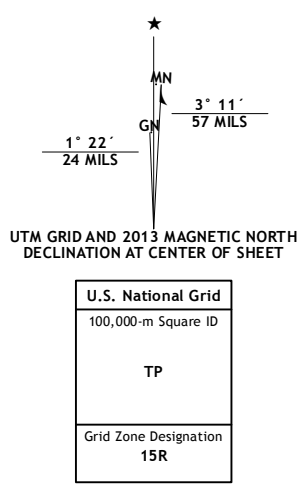 ★
MN
3° 11´
57 MILS
GN
1° 22´
24 MILS
UTM GRID AND 2013 MAGNETIC NORTH
DECLINATION AT CENTER OF SHEET
U.S. National Grid
100,000-m Square ID
TP
Grid Zone Designation
15R